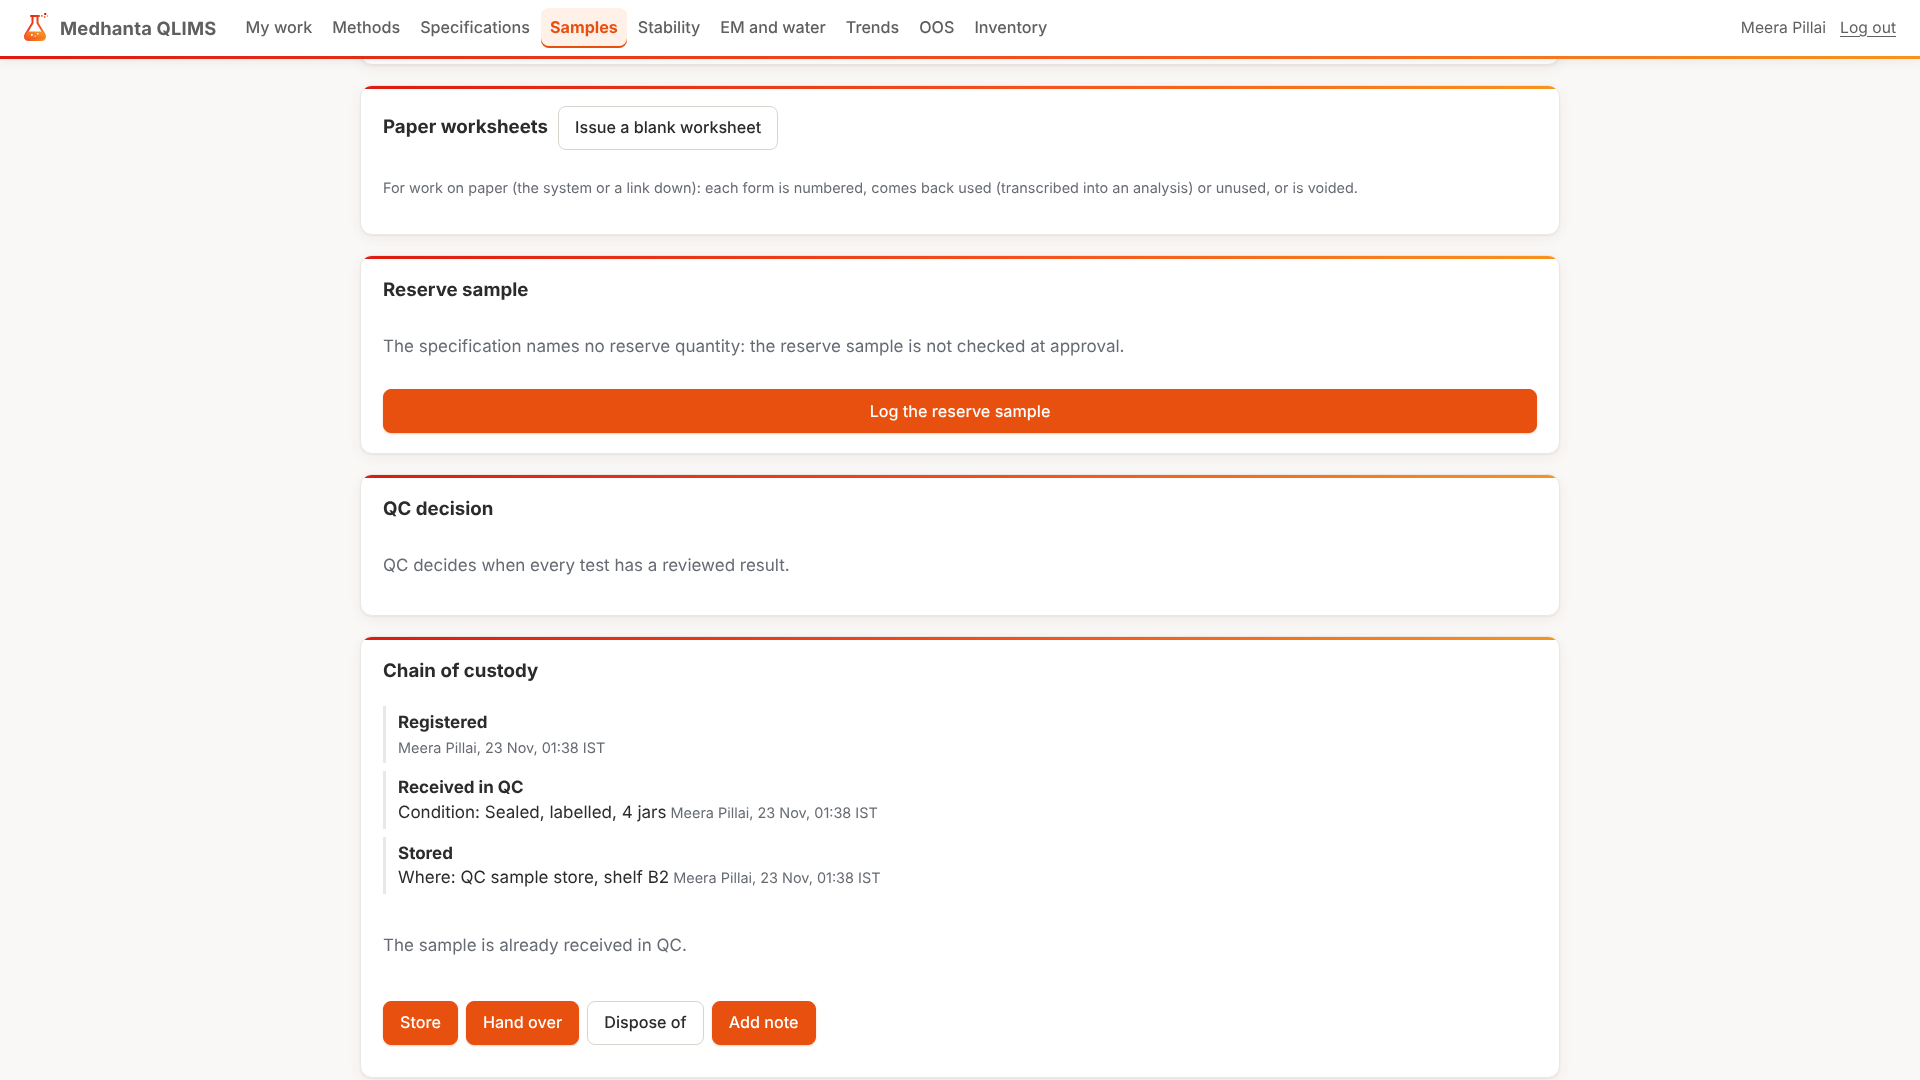 Medhanta QLIMS My work Methods Specifications Samples Stability EM and water Trends OOS Inventory Meera Pillai Log out
Paper worksheets Issue a blank worksheet
For work on paper (the system or a link down): each form is numbered, comes back used (transcribed into an analysis) or unused, or is voided.
Reserve sample
The specification names no reserve quantity: the reserve sample is not checked at approval.
Log the reserve sample
QC decision
QC decides when every test has a reviewed result.
Chain of custody
Registered
Meera Pillai, 23 Nov, 01:38 IST
Received in QC
Condition: Sealed, labelled, 4 jars Meera Pillai, 23 Nov, 01:38 IST
Stored
Where: QC sample store, shelf B2 Meera Pillai, 23 Nov, 01:38 IST
The sample is already received in QC.
Store Hand over Dispose of Add note